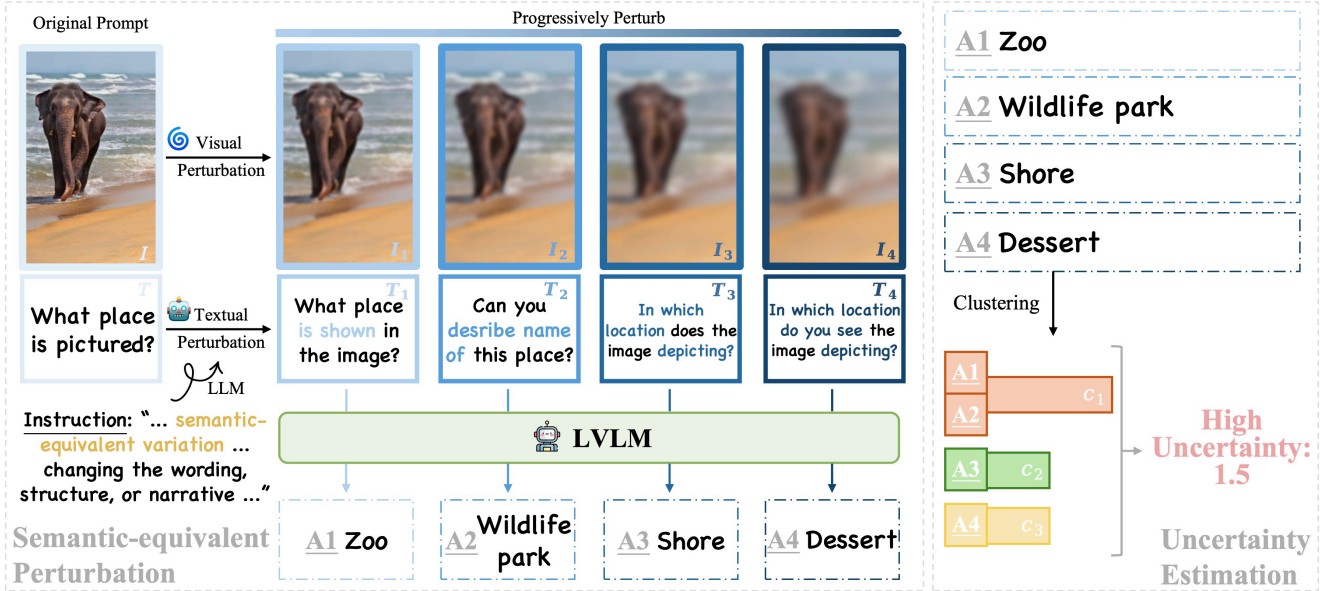 Original Prompt
Progressively Perturb
I
Visual
Perturbation
I₁
I₂
I₃
I₄
T
What place
is pictured?
Textual
Perturbation
LLM
T₁
What place
is shown in
the image?
T₂
Can you
desribe name
of this place?
T₃
In which
location does the
image depicting?
T₄
In which location
do you see the
image depicting?
Instruction: “... semantic-
equivalent variation ...
changing the wording,
structure, or narrative ...”
LVLM
A1 Zoo
A2 Wildlife
park
A3 Shore
A4 Dessert
Semantic-equivalent
Perturbation
A1 Zoo
A2 Wildlife park
A3 Shore
A4 Dessert
Clustering
A1
A2
c₁
A3
c₂
A4
c₃
High
Uncertainty:
1.5
Uncertainty
Estimation